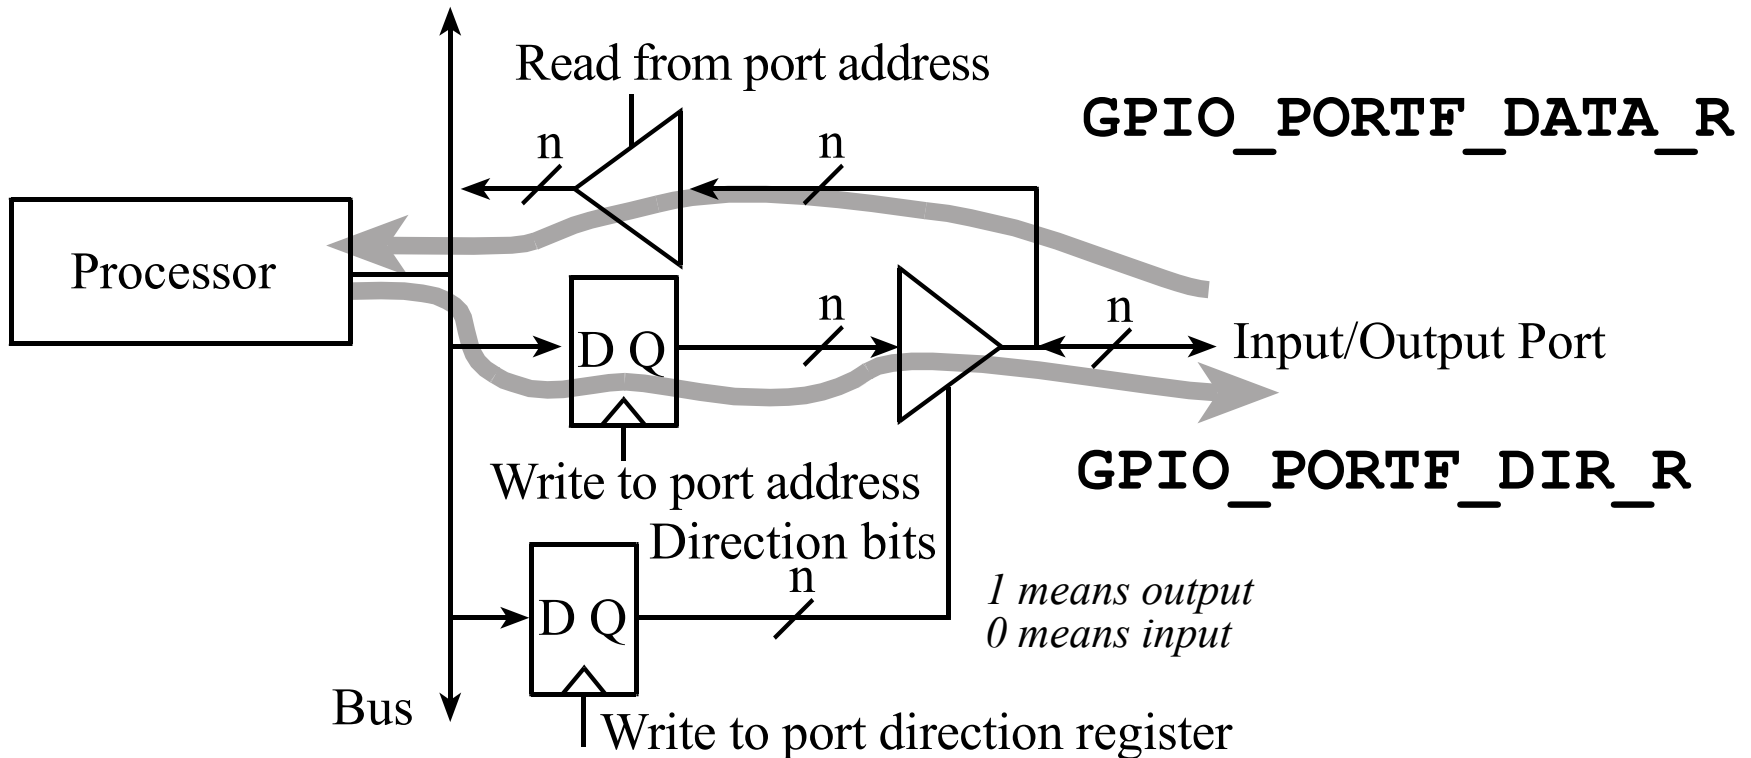 Read from port address
GPIO_PORTF_DATA_R
n
n
Processor
n
n
D Q
Input/Output Port
Write to port address
GPIO_PORTF_DIR_R
Direction bits
n
1 means output
D Q
0 means input
Bus
Write to port direction register